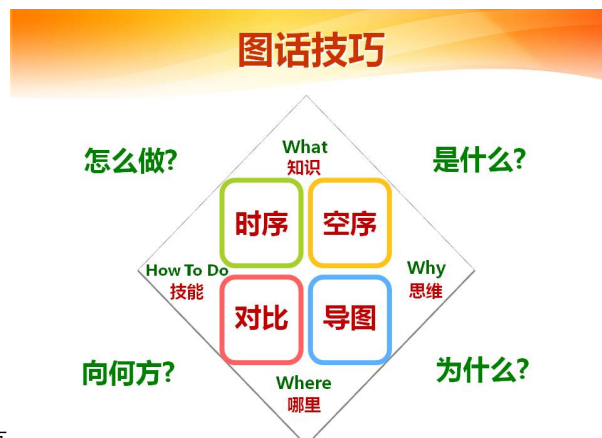 图话技巧
怎么做?
What
知识
是什么?
时序
空序
How To Do
技能
Why
思维
对比
导图
向何方?
Where
哪里
为什么?